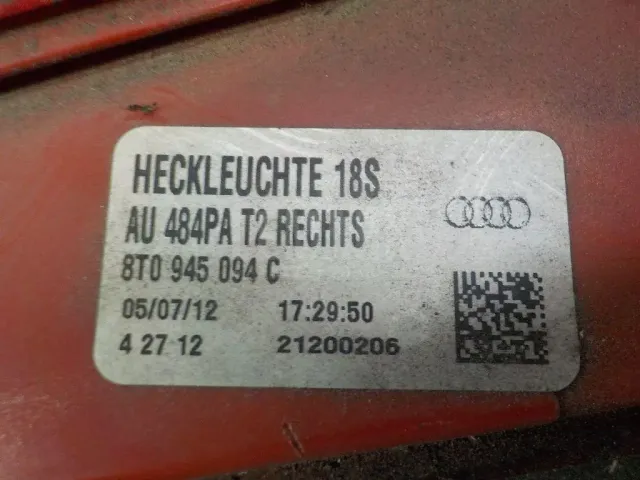 HECKLEUCHTE 18S
AU 484PA T2 RECHTS
8T0 945 094 C
05/07/12 17:29:50
4 27 12 21200206